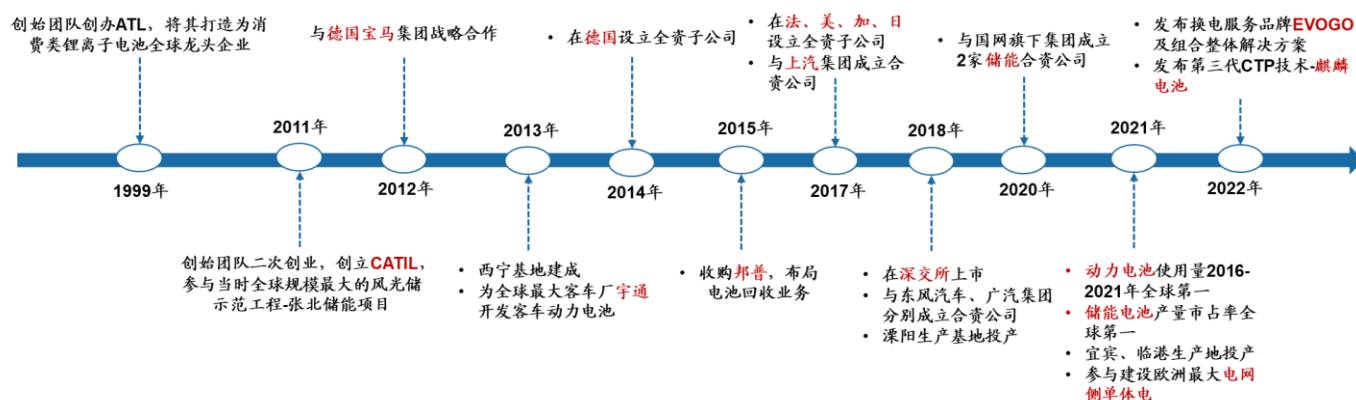 创始团队创办ATL，将其打造为消
费类锂离子电池全球龙头企业
1999年
2011年
创始团队二次创业，创立CATIL，
参与当时全球规模最大的风光储
示范工程-张北储能项目
与德国宝马集团战略合作
2012年
2013年
• 西宁基地建成
• 为全球最大客车厂宇通
开发客车动力电池
• 在德国设立全资子公司
2014年
2015年
• 收购邦普，布局
电池回收业务
• 在法、美、加、日
设立全资子公司
• 与上汽集团成立合
资公司
2017年
2018年
• 在深交所上市
• 与东风汽车、广汽集团
分别成立合资公司
• 溧阳生产基地投产
• 与国网旗下集团成立
2家储能合资公司
2020年
2021年
• 动力电池使用量2016-
2021年全球第一
• 储能电池产量市占率全
球第一
• 宜宾、临港生产地投产
• 参与建设欧洲最大电网
侧单体电
• 发布换电服务品牌EVOGO
及组合整体解决方案
• 发布第三代CTP技术-麒麟
电池
2022年